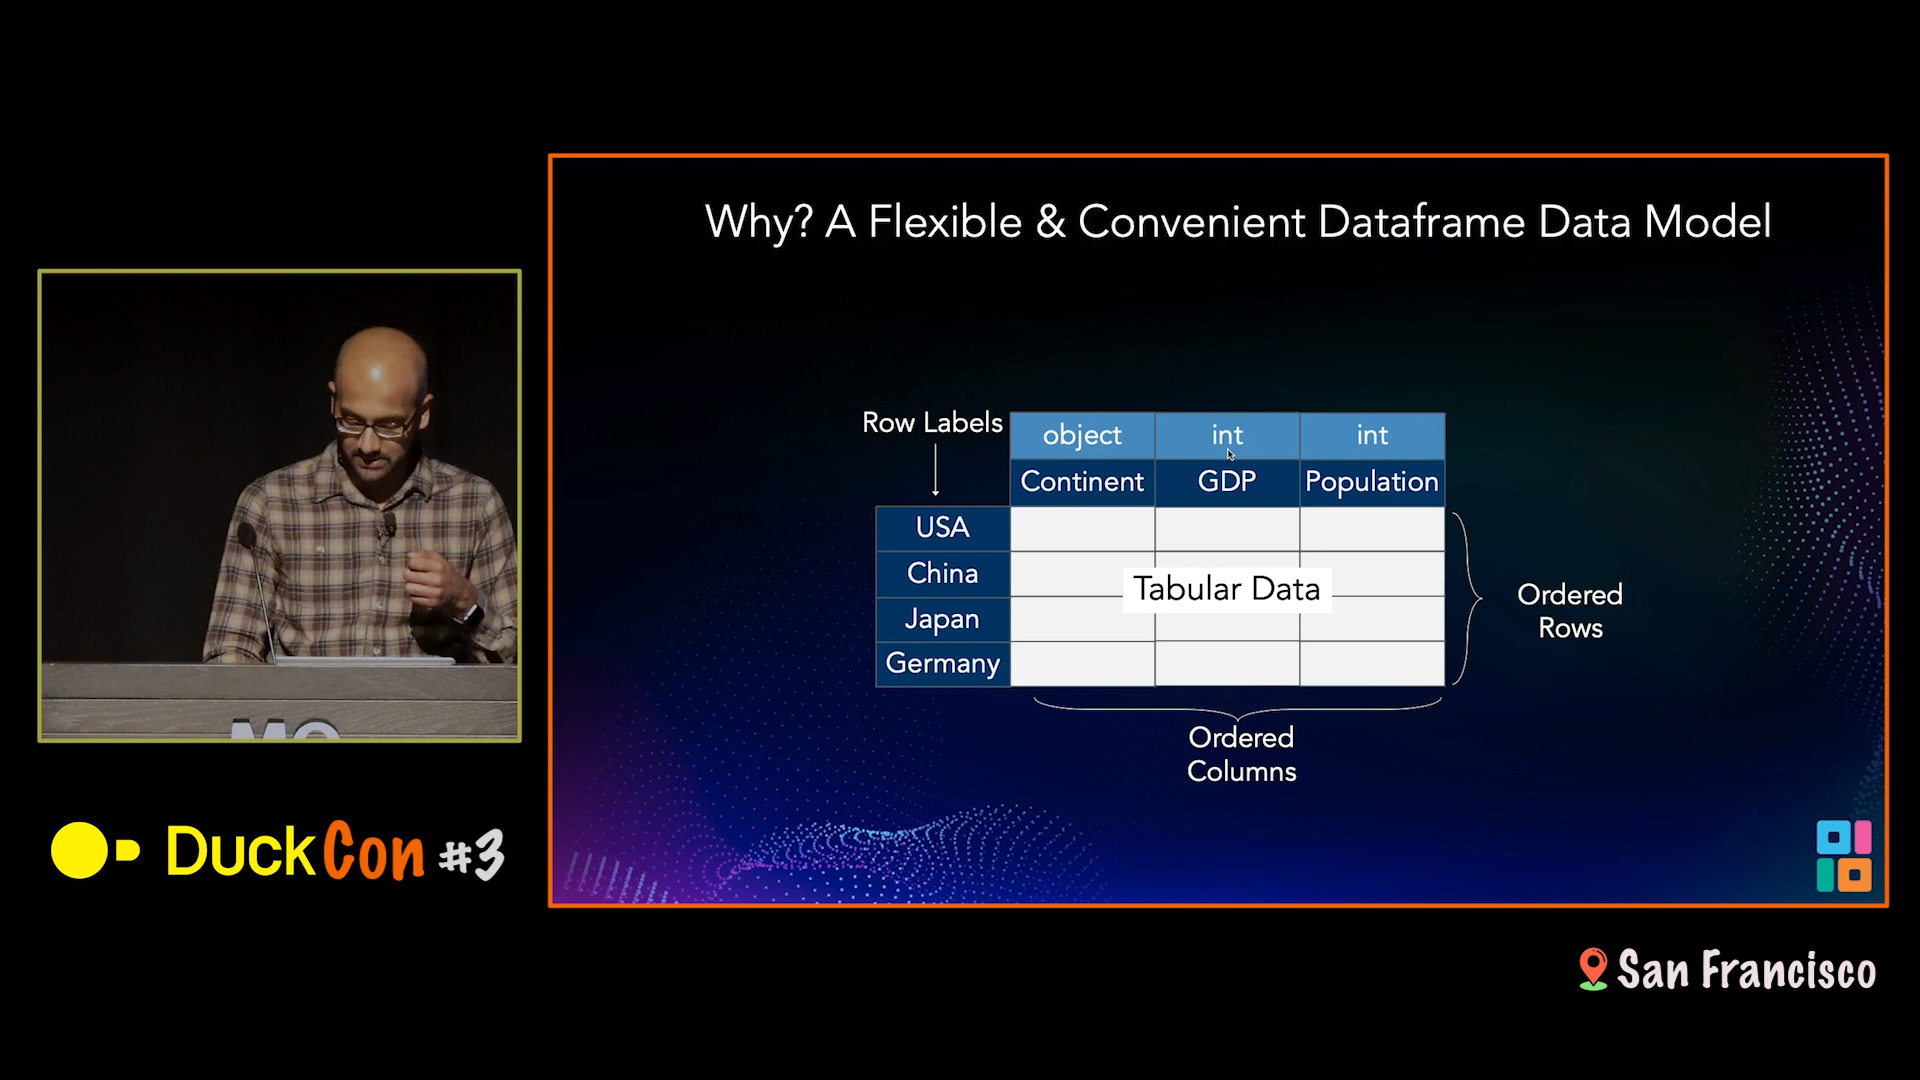 Why? A Flexible & Convenient Dataframe Data Model
Row Labels
object int int
Continent GDP Population
USA
China
Japan
Germany
Tabular Data
Ordered
Rows
Ordered
Columns
MO
DuckCon #3
San Francisco